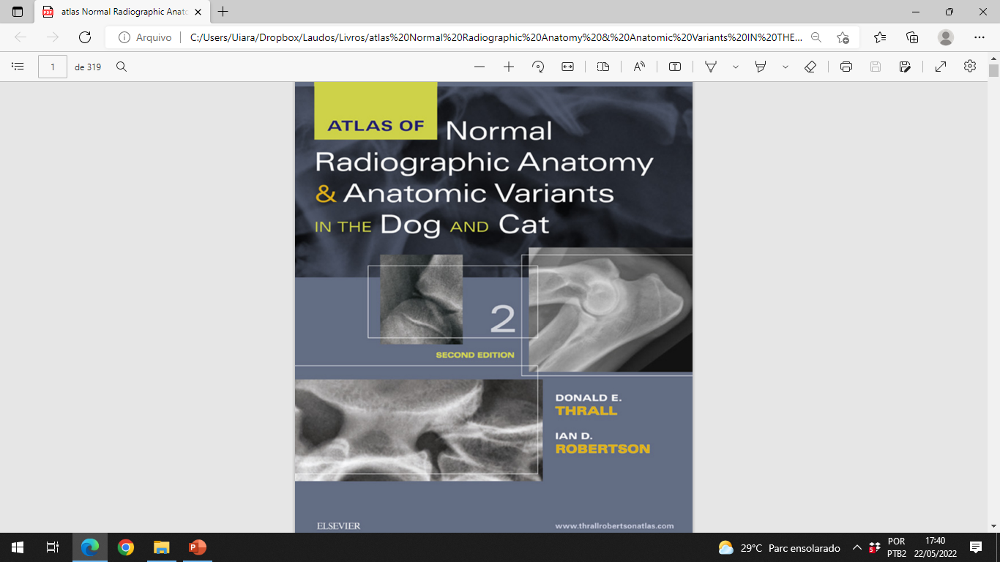 atlas Normal Radiographic Anato
Arquivo
C:/Users/Uiara/Dropbox/Laudos/Livros/atlas%20Normal%20Radiographic%20Anatomy%20&%20Anatomic%20Variants%20IN%20THE...
1
de 319
ATLAS OF Normal
Radiographic Anatomy
& Anatomic Variants
IN THE Dog AND Cat
2
SECOND EDITION
DONALD E.
THRALL
IAN D.
ROBERTSON
ELSEVIER
www.thrallrobertsonatlas.com
29°C Parc ensolarado
POR
PTB2
17:40
22/05/2022